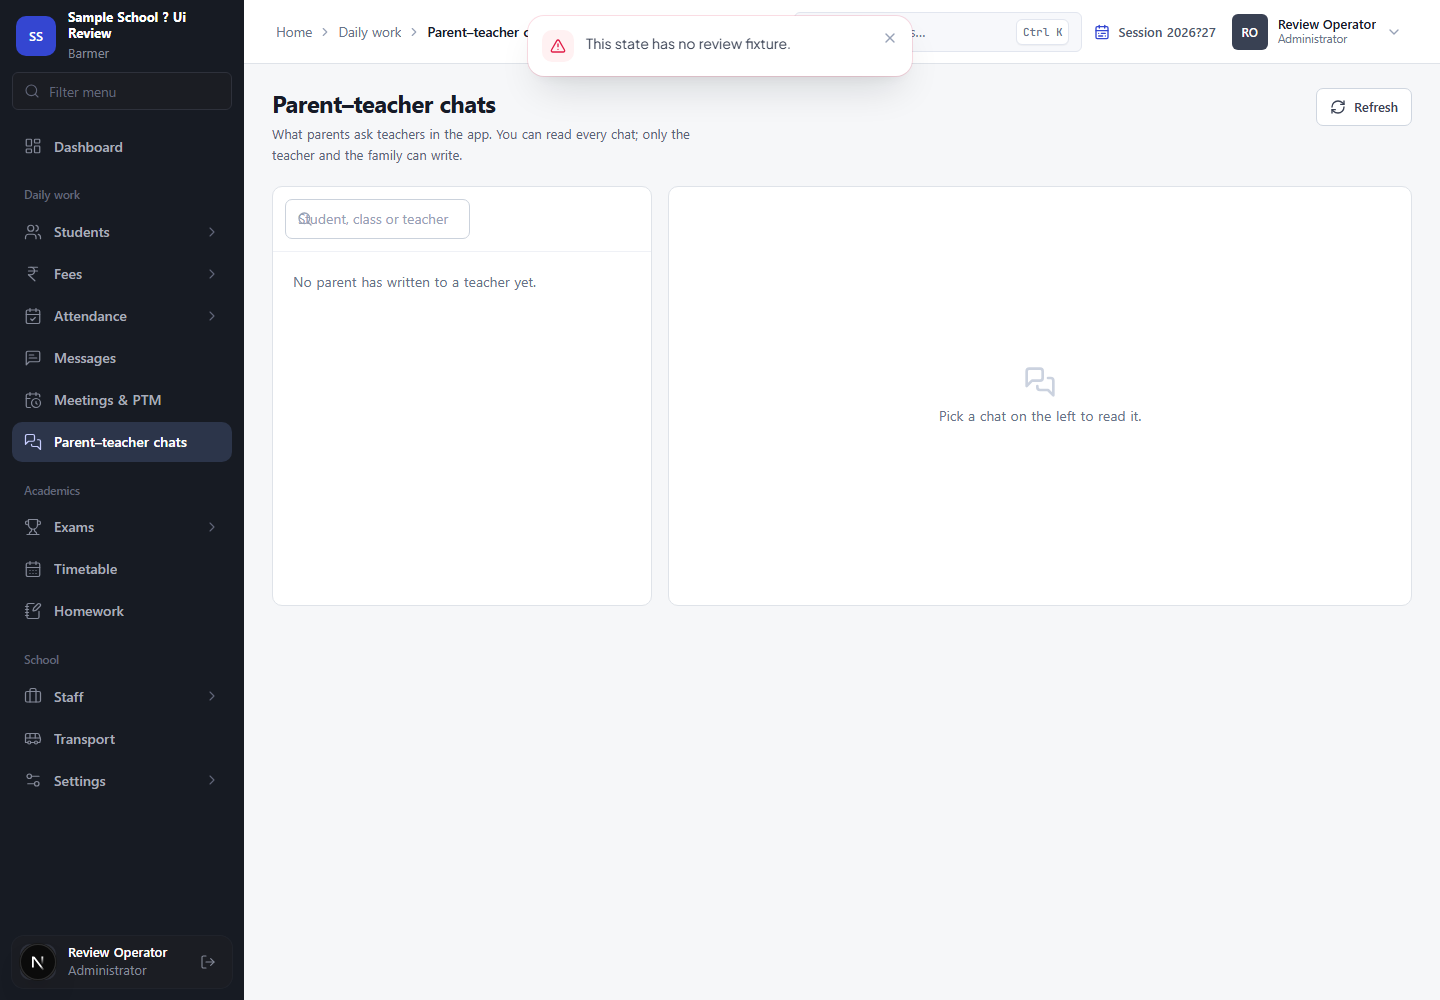 SS
Sample School ? Ui
Review
Barmer
Filter menu
Dashboard
Daily work
Students
Fees
Attendance
Messages
Meetings & PTM
Parent–teacher chats
Academics
Exams
Timetable
Homework
School
Staff
Transport
Settings
N
Review Operator
Administrator
Home > Daily work > Parent–teacher
This state has no review fixture.
Ctrl K
Session 2026?27
RO
Review Operator
Administrator
Parent–teacher chats
What parents ask teachers in the app. You can read every chat; only the
teacher and the family can write.
Refresh
Student, class or teacher
No parent has written to a teacher yet.
Pick a chat on the left to read it.